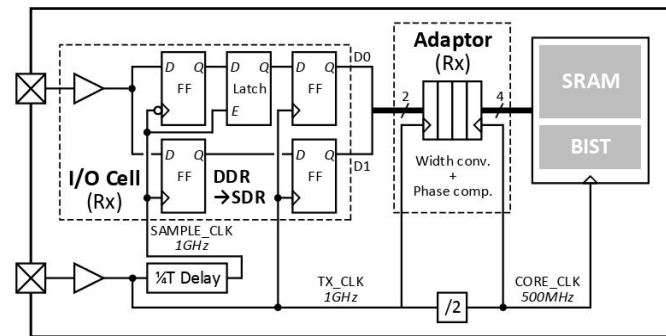 D Q
FF
D Q
Latch
E
D Q
FF
D0
D Q
FF
DDR
→SDR
D Q
FF
D1
I/O Cell
(Rx)
Adaptor
(Rx)
2
4
Width conv.
+
Phase comp.
SRAM
BIST
SAMPLE_CLK
1GHz
¼T Delay
TX_CLK
1GHz
/2
CORE_CLK
500MHz